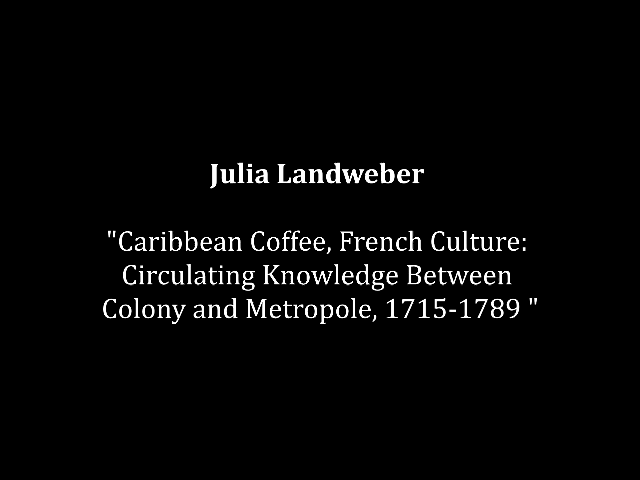 Julia Landweber
"Caribbean Coffee, French Culture:
Circulating Knowledge Between
Colony and Metropole, 1715-1789 "